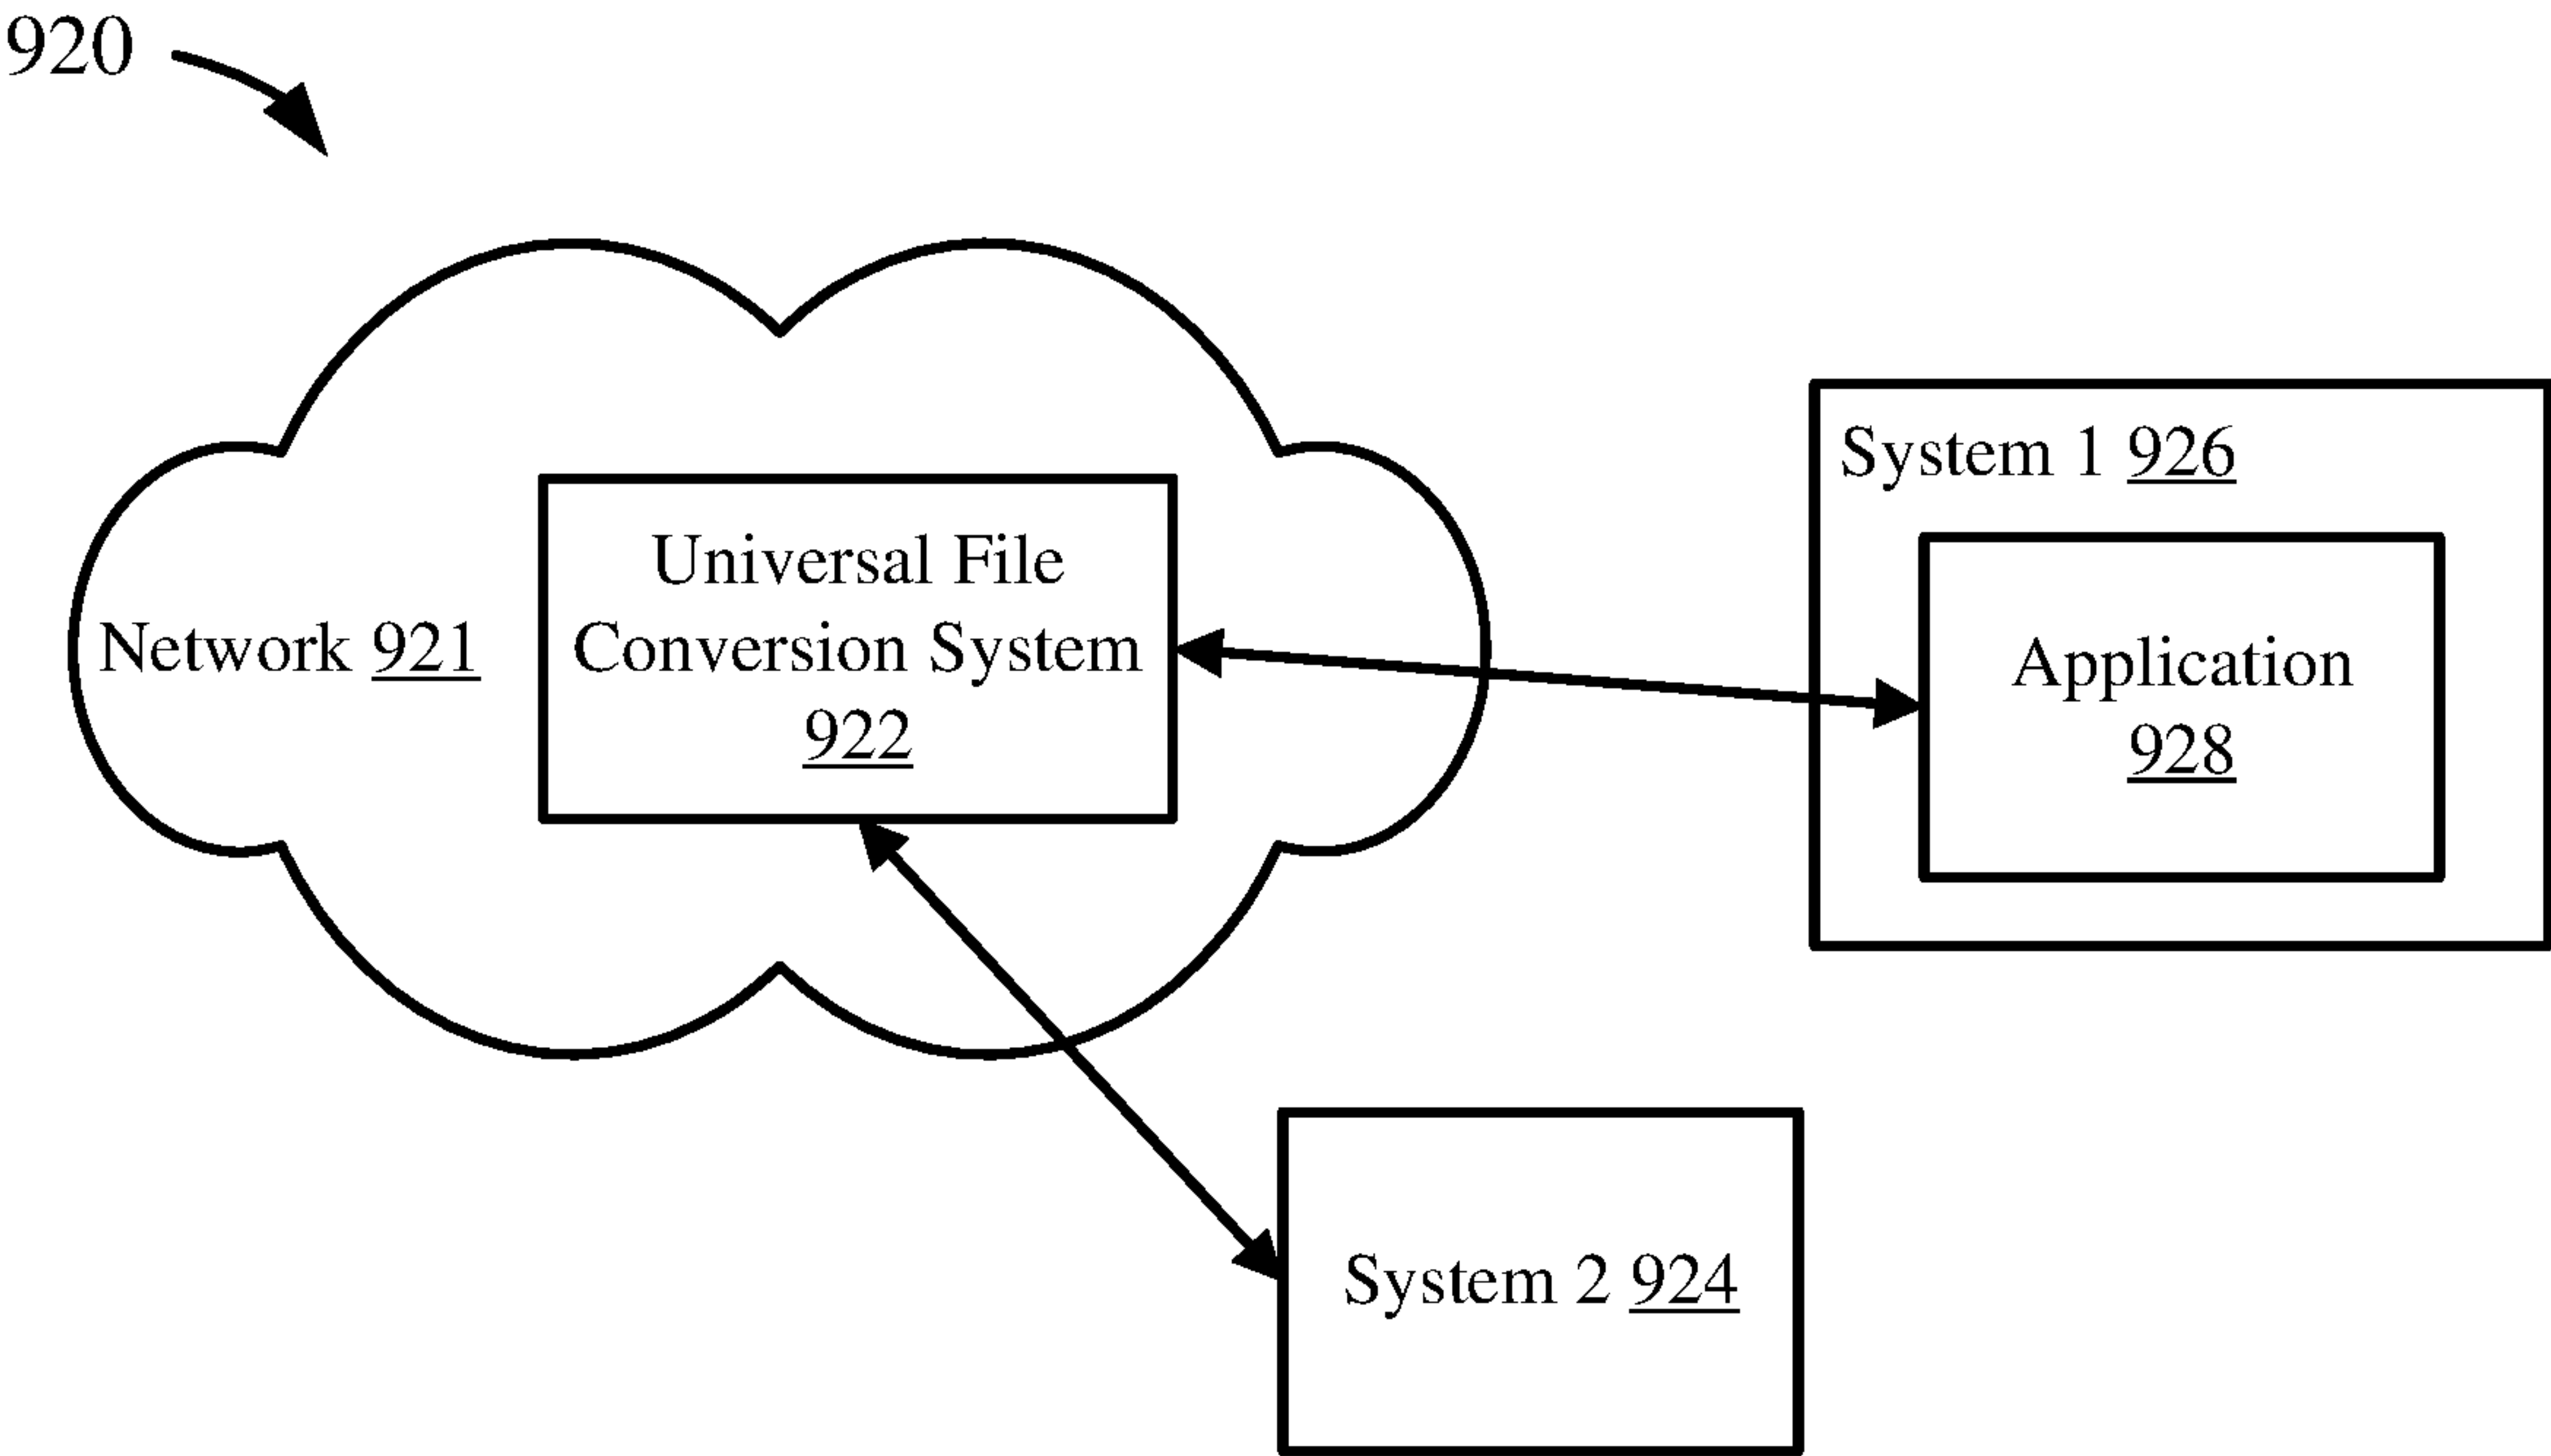 920
System 1 926
Universal File
Conversion System
922
Network 921
Application
928
System 2 924